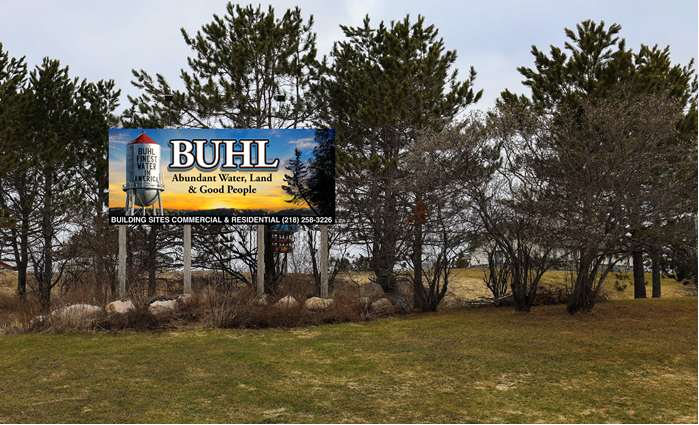 BUHL
FINEST
WATER
IN
AMERICA
BUHL
Abundant Water, Land
& Good People
BUILDING SITES COMMERCIAL & RESIDENTIAL (218) 258-3226